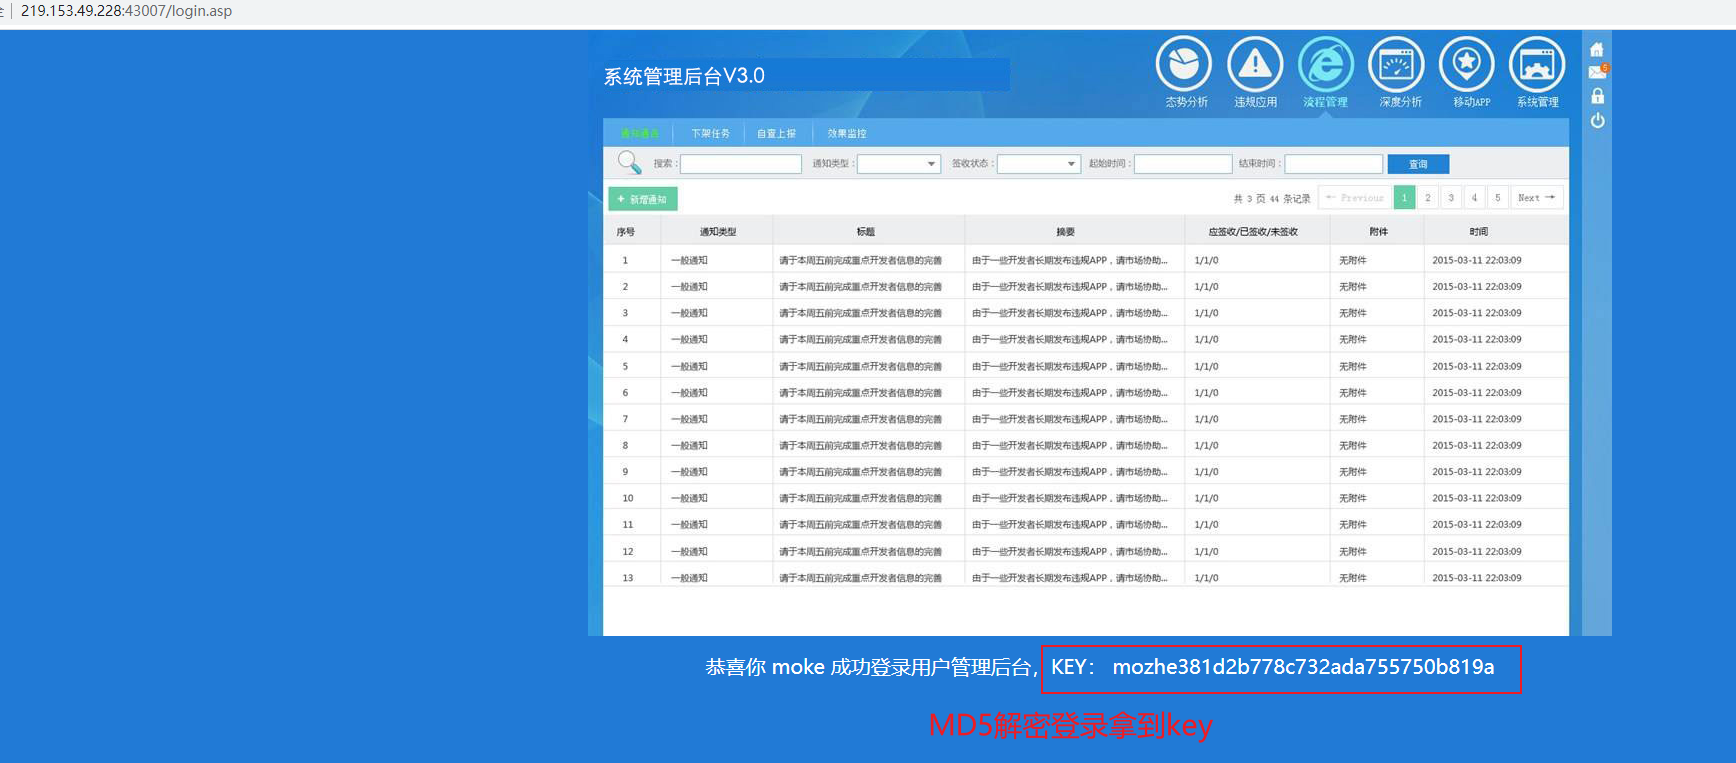 219.153.49.228:43007/login.asp
系统管理后台V3.0
态势分析 违规应用 流程管理 深度分析 移动APP 系统管理
5
通知通告 下架任务 自查上报 效果监控
搜索： 通知类型： 签收状态： 起始时间： 结束时间： 查询
+ 新增通知 共 3 页 44 条记录 ← Previous 1 2 3 4 5 Next →
序号 通知类型 标题 摘要 应签收/已签收/未签收 附件 时间
1 一般通知 请于本周五前完成重点开发者信息的完善 由于一些开发者长期发布违规APP，请市场协助... 1/1/0 无附件 2015-03-11 22:03:09
2 一般通知 请于本周五前完成重点开发者信息的完善 由于一些开发者长期发布违规APP，请市场协助... 1/1/0 无附件 2015-03-11 22:03:09
3 一般通知 请于本周五前完成重点开发者信息的完善 由于一些开发者长期发布违规APP，请市场协助... 1/1/0 无附件 2015-03-11 22:03:09
4 一般通知 请于本周五前完成重点开发者信息的完善 由于一些开发者长期发布违规APP，请市场协助... 1/1/0 无附件 2015-03-11 22:03:09
5 一般通知 请于本周五前完成重点开发者信息的完善 由于一些开发者长期发布违规APP，请市场协助... 1/1/0 无附件 2015-03-11 22:03:09
6 一般通知 请于本周五前完成重点开发者信息的完善 由于一些开发者长期发布违规APP，请市场协助... 1/1/0 无附件 2015-03-11 22:03:09
7 一般通知 请于本周五前完成重点开发者信息的完善 由于一些开发者长期发布违规APP，请市场协助... 1/1/0 无附件 2015-03-11 22:03:09
8 一般通知 请于本周五前完成重点开发者信息的完善 由于一些开发者长期发布违规APP，请市场协助... 1/1/0 无附件 2015-03-11 22:03:09
9 一般通知 请于本周五前完成重点开发者信息的完善 由于一些开发者长期发布违规APP，请市场协助... 1/1/0 无附件 2015-03-11 22:03:09
10 一般通知 请于本周五前完成重点开发者信息的完善 由于一些开发者长期发布违规APP，请市场协助... 1/1/0 无附件 2015-03-11 22:03:09
11 一般通知 请于本周五前完成重点开发者信息的完善 由于一些开发者长期发布违规APP，请市场协助... 1/1/0 无附件 2015-03-11 22:03:09
12 一般通知 请于本周五前完成重点开发者信息的完善 由于一些开发者长期发布违规APP，请市场协助... 1/1/0 无附件 2015-03-11 22:03:09
13 一般通知 请于本周五前完成重点开发者信息的完善 由于一些开发者长期发布违规APP，请市场协助... 1/1/0 无附件 2015-03-11 22:03:09
恭喜你 moke 成功登录用户管理后台，KEY： mozhe381d2b778c732ada755750b819a
MD5解密登录拿到key